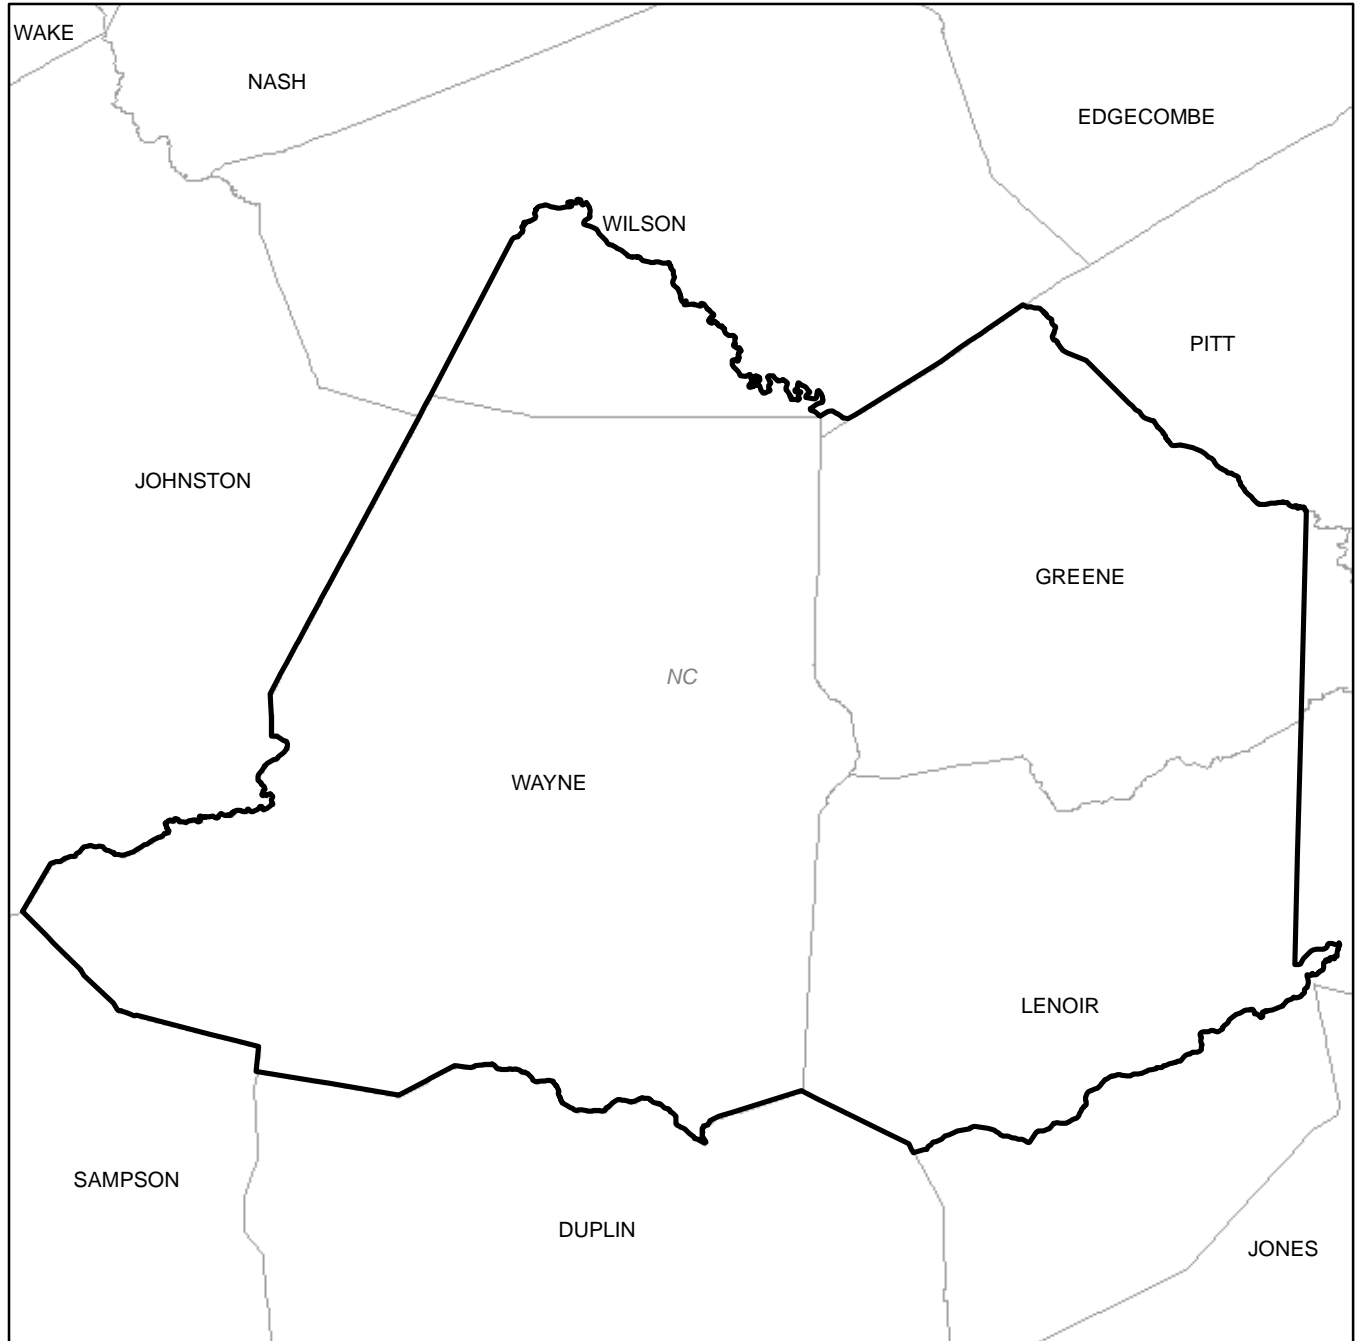 WAKE
NASH
EDGECOMBE
WILSON
PITT
JOHNSTON
GREENE
NC
WAYNE
LENOIR
SAMPSON
DUPLIN
JONES